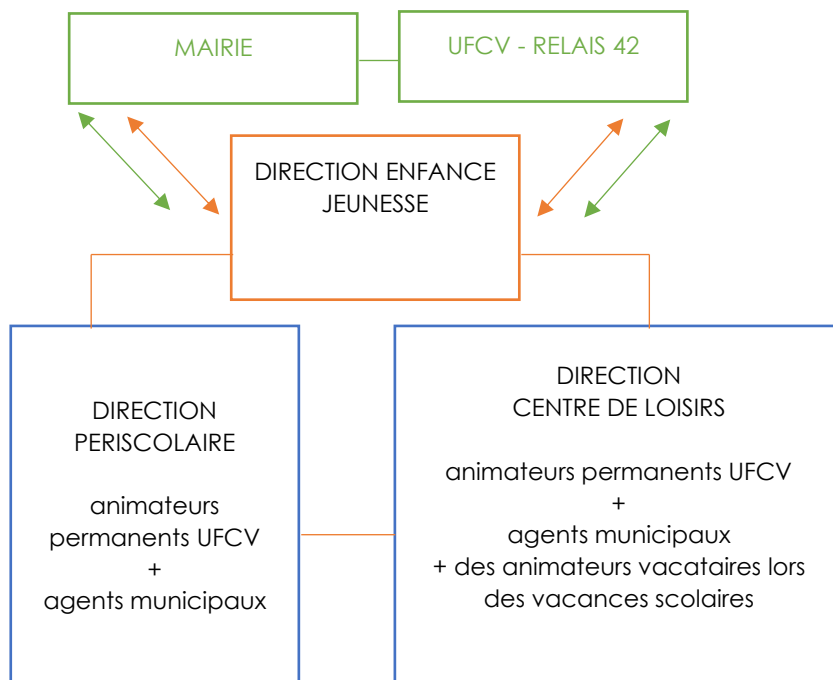 MAIRIE
UFCV - RELAIS 42
DIRECTION ENFANCE
JEUNESSE
DIRECTION
PERISCOLAIRE
animateurs
permanents UFCV
+
agents municipaux
DIRECTION
CENTRE DE LOISIRS
animateurs permanents UFCV
+
agents municipaux
+ des animateurs vacataires lors
des vacances scolaires